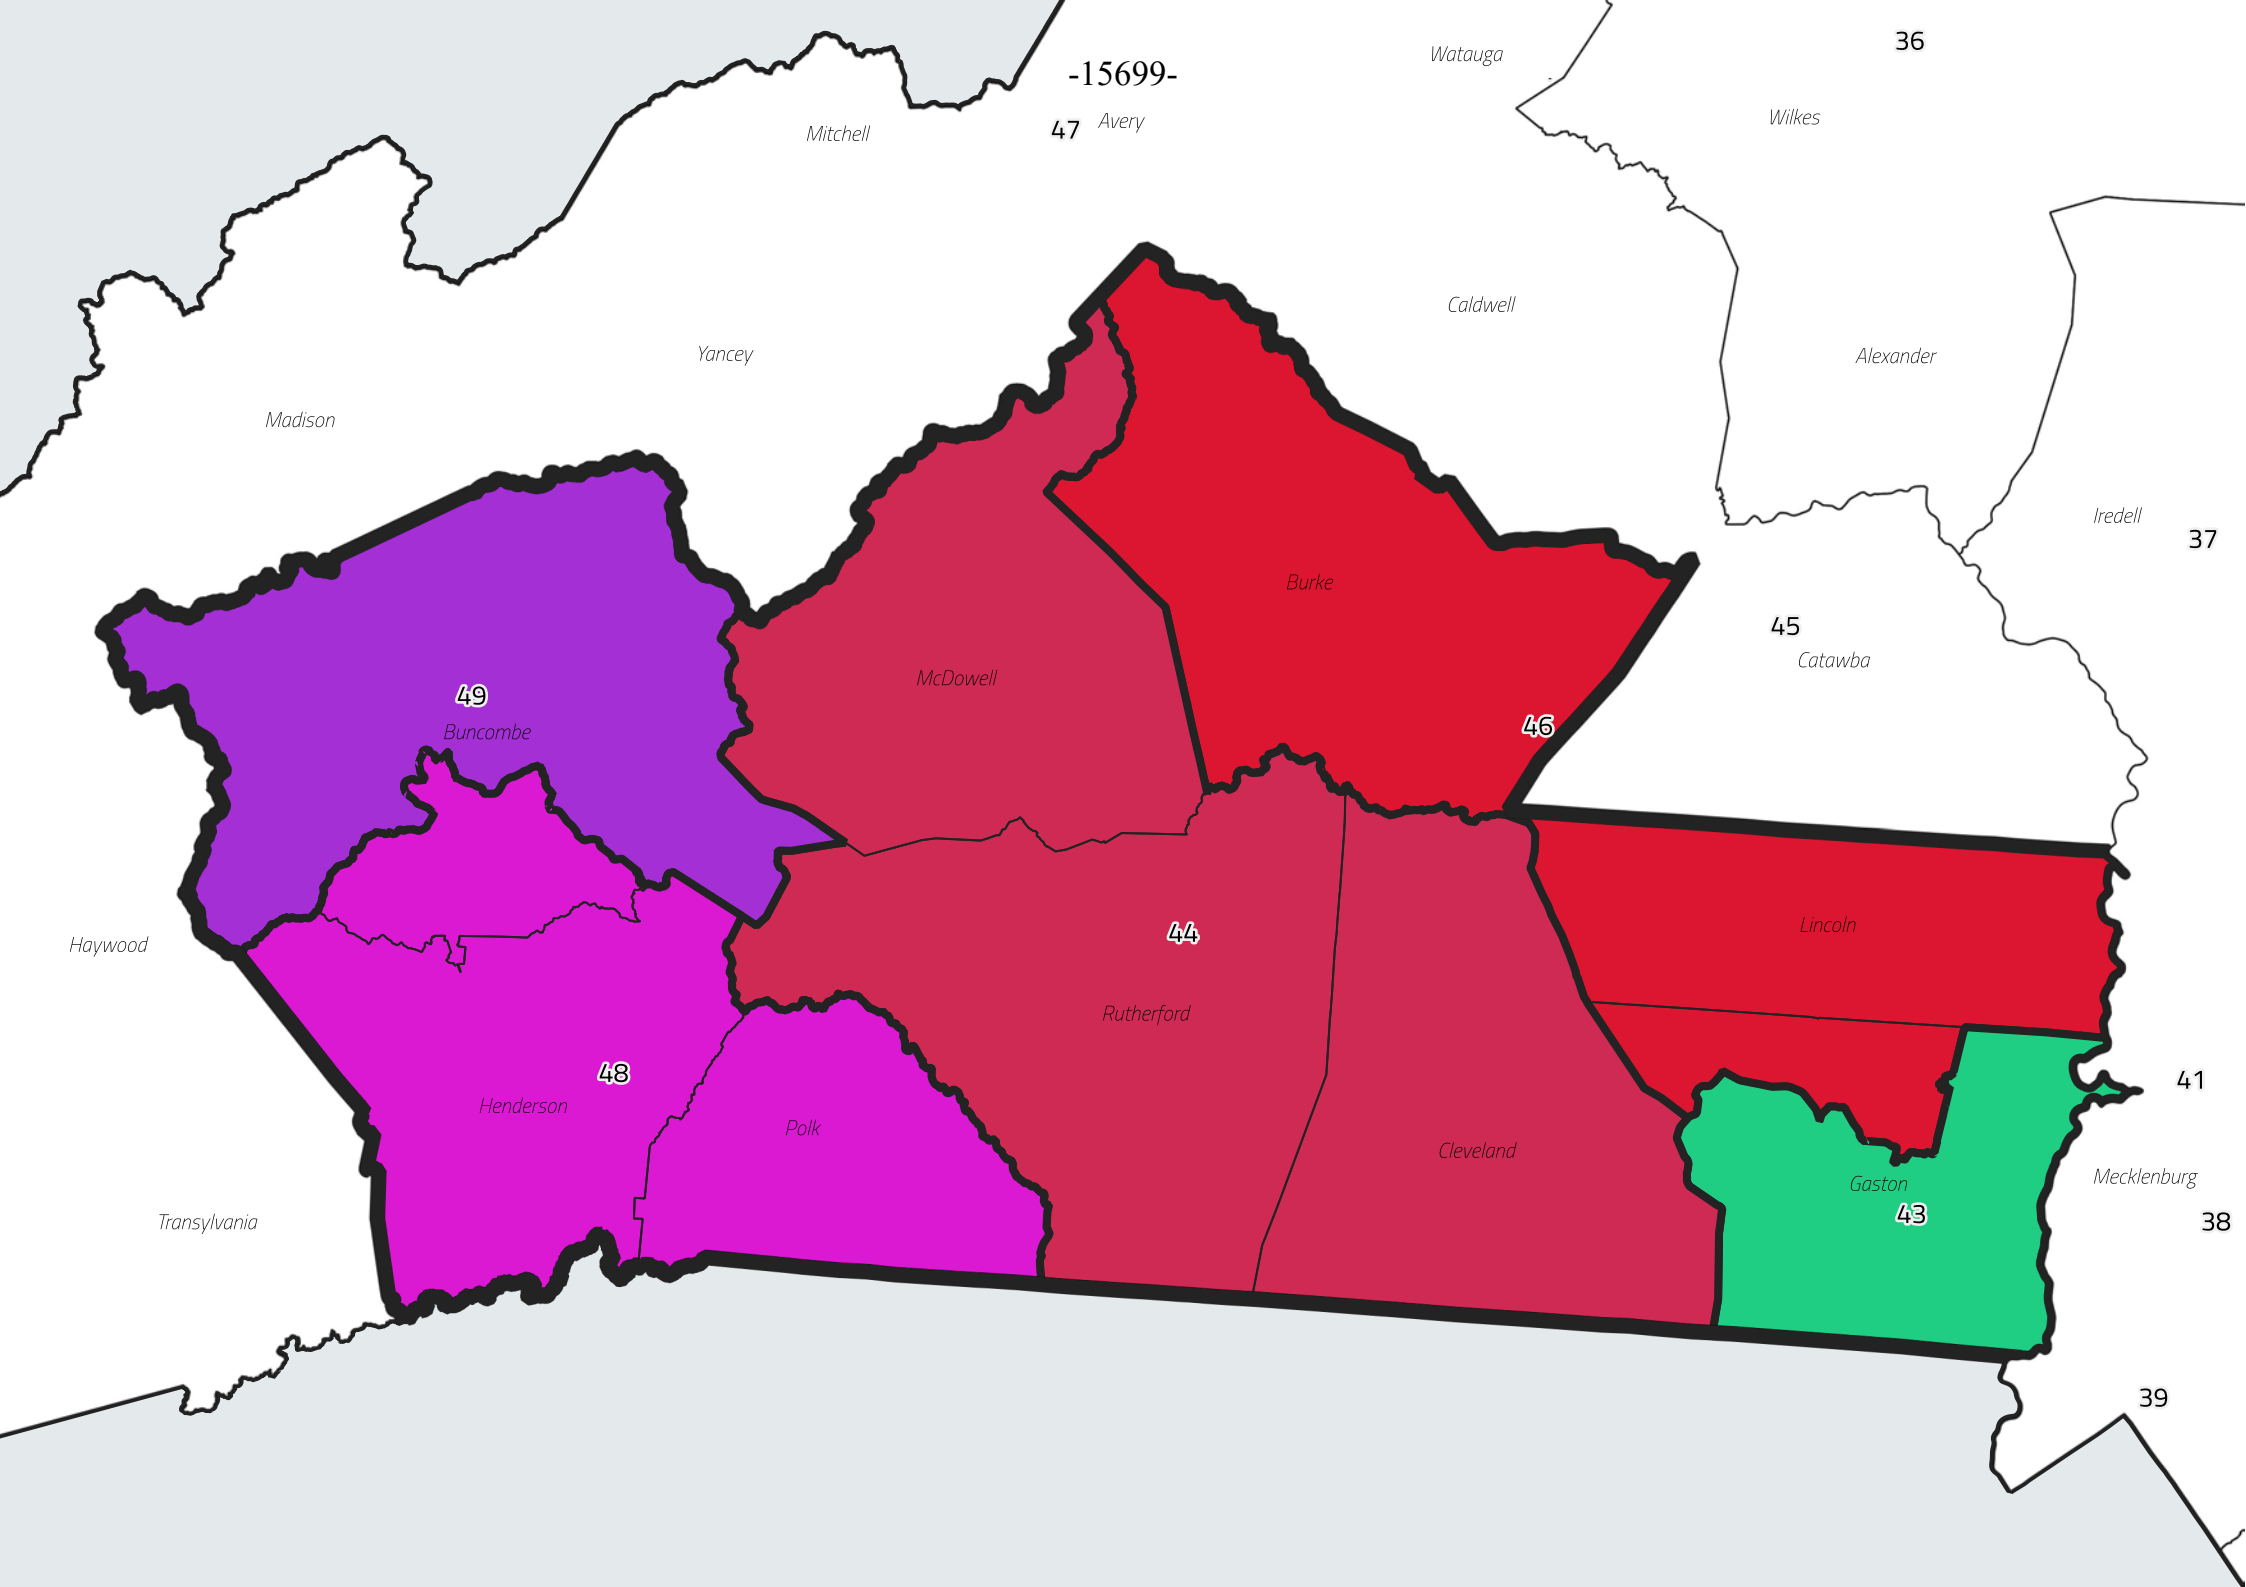 36
Watauga
-15699-
Wilkes
Avery
47
Mitchell
Caldwell
Yancey
Alexander
Madison
Iredell
37
Burke
45
Catawba
McDowell
49
46
Buncombe
Lincoln
44
Haywood
Rutherford
48
41
Henderson
Polk
Cleveland
Mecklenburg
Gaston
43
Transylvania
38
39